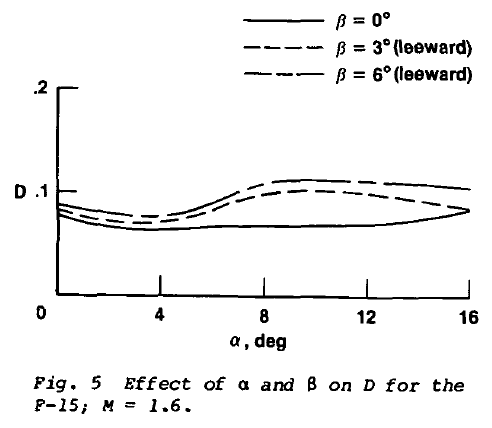 β = 0°
β = 3° (leeward)
β = 6° (leeward)
.2
D .1
0 4 8 12 16
α, deg
Fig. 5 Effect of α and β on D for the
F-15; M = 1.6.